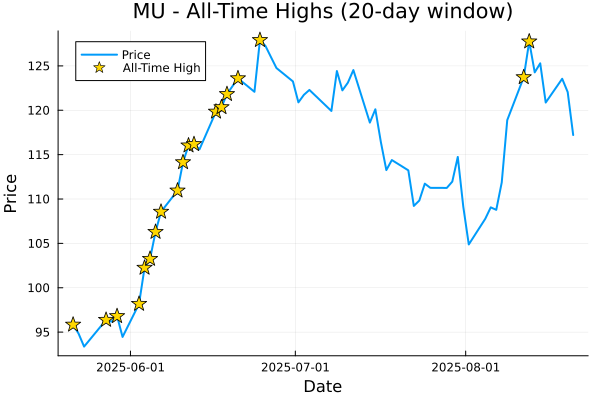 MU - All-Time Highs (20-day window)
Price
All-Time High
125
120
115
110
105
100
95
Price
2025-06-01
2025-07-01
2025-08-01
Date